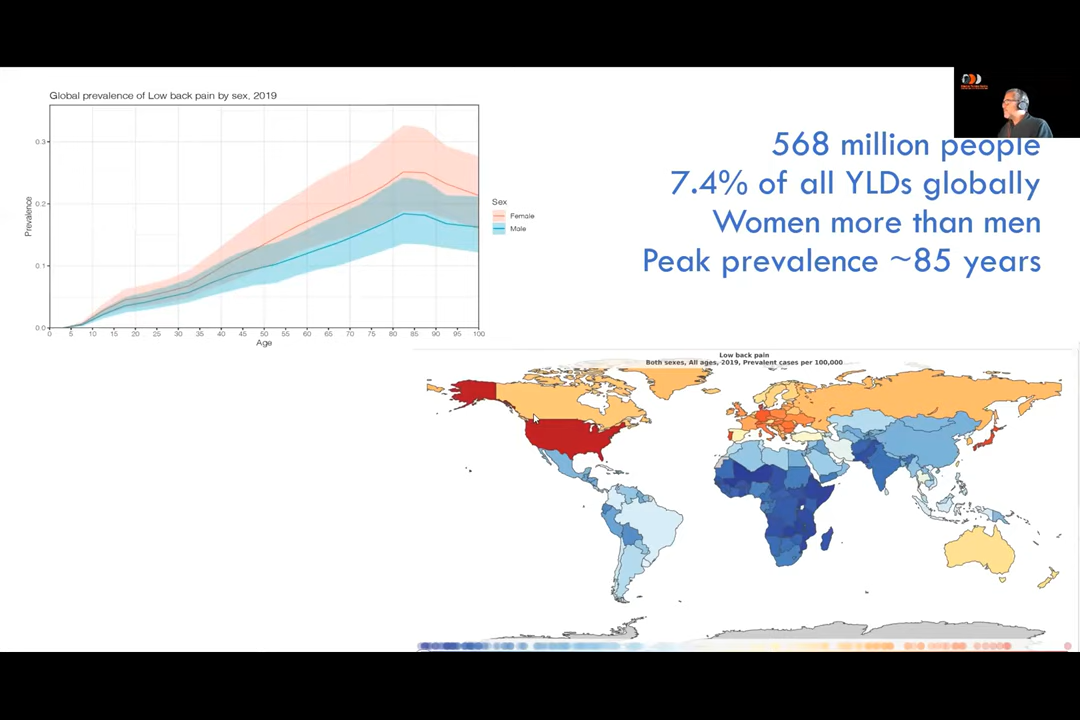 Global prevalence of Low back pain by sex, 2019
Prevalence
0.3
0.2
0.1
0.0
0 5 10 15 20 25 30 35 40 45 50 55 60 65 70 75 80 85 90 95 100
Age
Sex
Female
Male
568 million people
7.4% of all YLDs globally
Women more than men
Peak prevalence ~85 years
Low back pain
Both sexes, All ages, 2019, Prevalent cases per 100,000